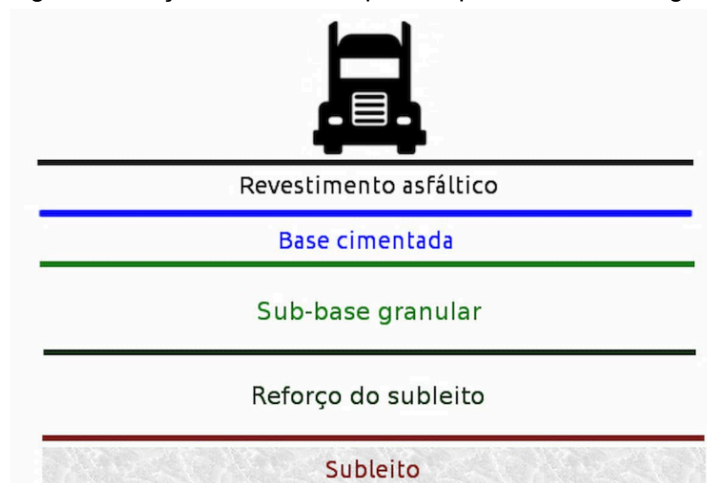 Revestimento asfáltico
Base cimentada
Sub-base granular
Reforço do subleito
Subleito